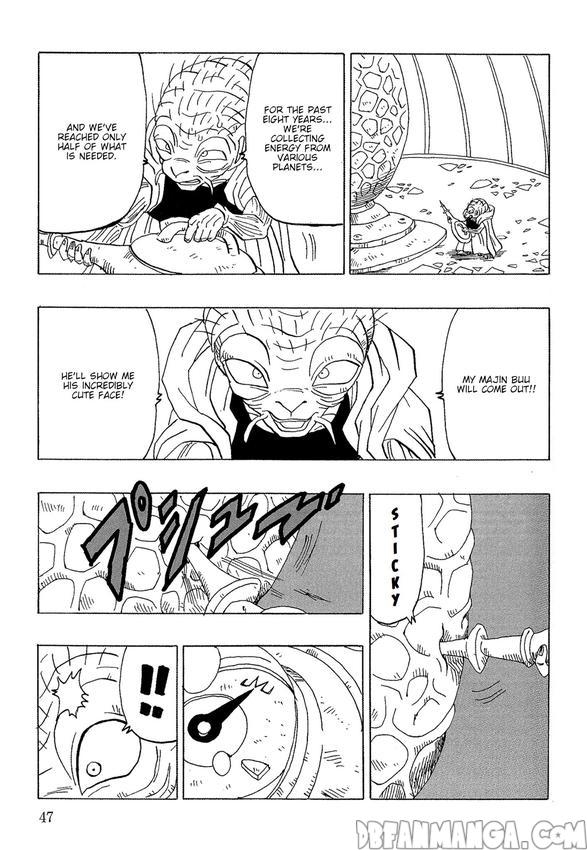 FOR THE PAST
EIGHT YEARS...
WE'RE
COLLECTING
ENERGY FROM
VARIOUS
PLANETS...
AND WE'VE
REACHED ONLY
HALF OF WHAT
IS NEEDED.
MY MAJIN BUU
WILL COME OUT!!
HE'LL SHOW ME
HIS INCREDIBLY
CUTE FACE!
STICKY
プシュー
!!
47
DBFANMANGA.COM